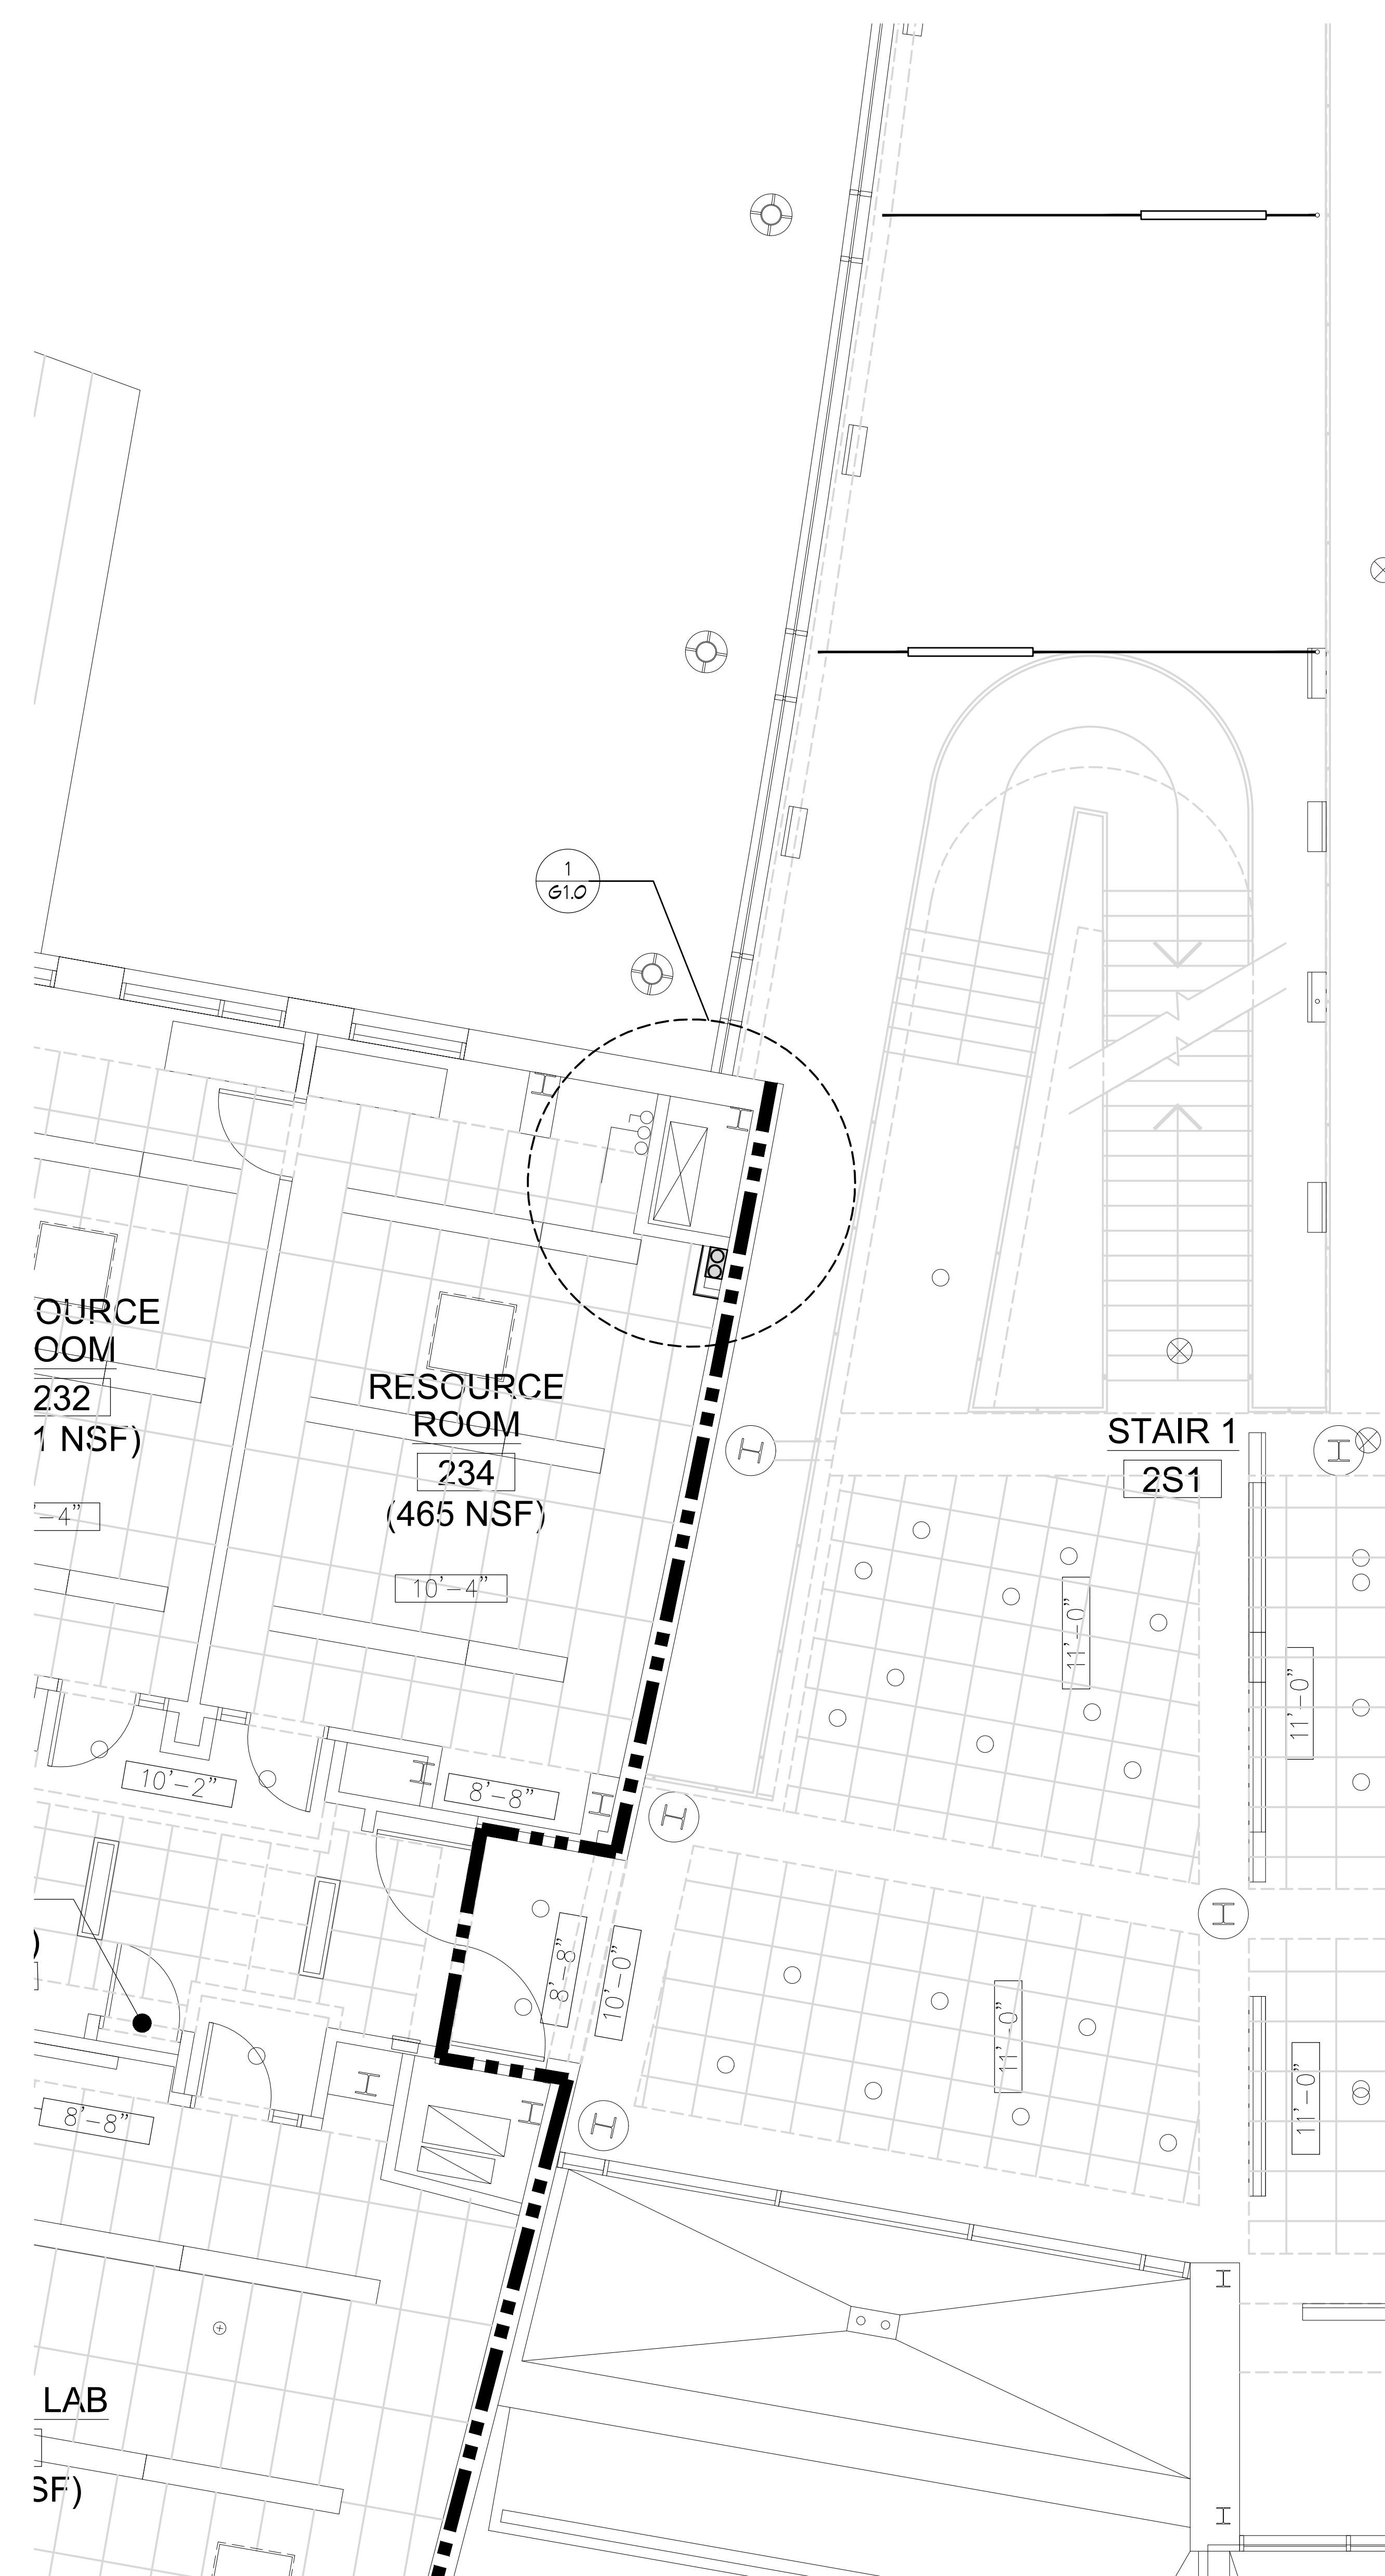 1
G1.0
OURCE
OOM
232
1 NSF)
’-4”
RESOURCE
ROOM
234
(465 NSF)
10’-4”
STAIR 1
2S1
11’-0”
11’-0”
10’-2”
8’-8”
8’-8”
10’-0”
11’-0”
11’-0”
)
8’-8”
LAB
SF)